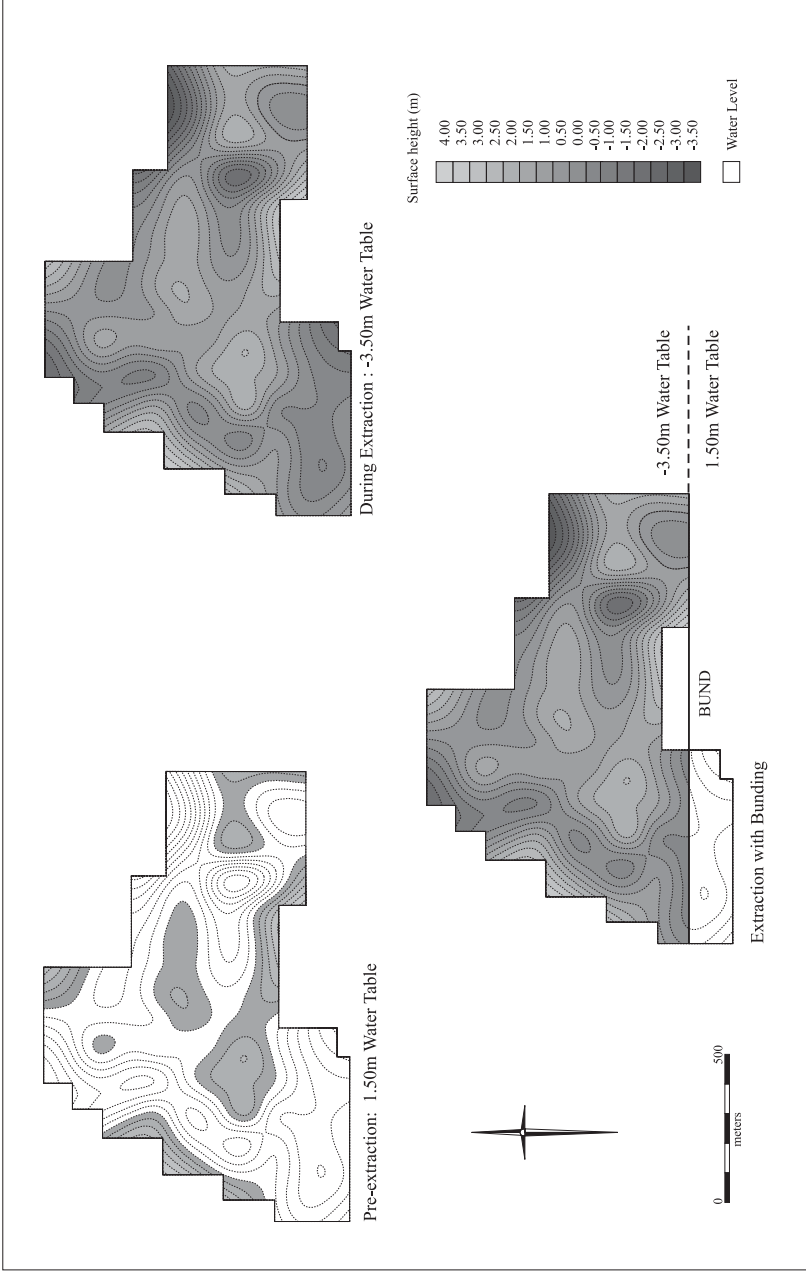 Pre-extraction: 1.50m Water Table
During Extraction : -3.50m Water Table
Surface height (m)
4.00
3.50
3.00
2.50
2.00
1.50
1.00
0.50
0.00
-0.50
-1.00
-1.50
-2.00
-2.50
-3.00
-3.50
Water Level
0
500
meters
Extraction with Bunding
BUND
-3.50m Water Table
1.50m Water Table